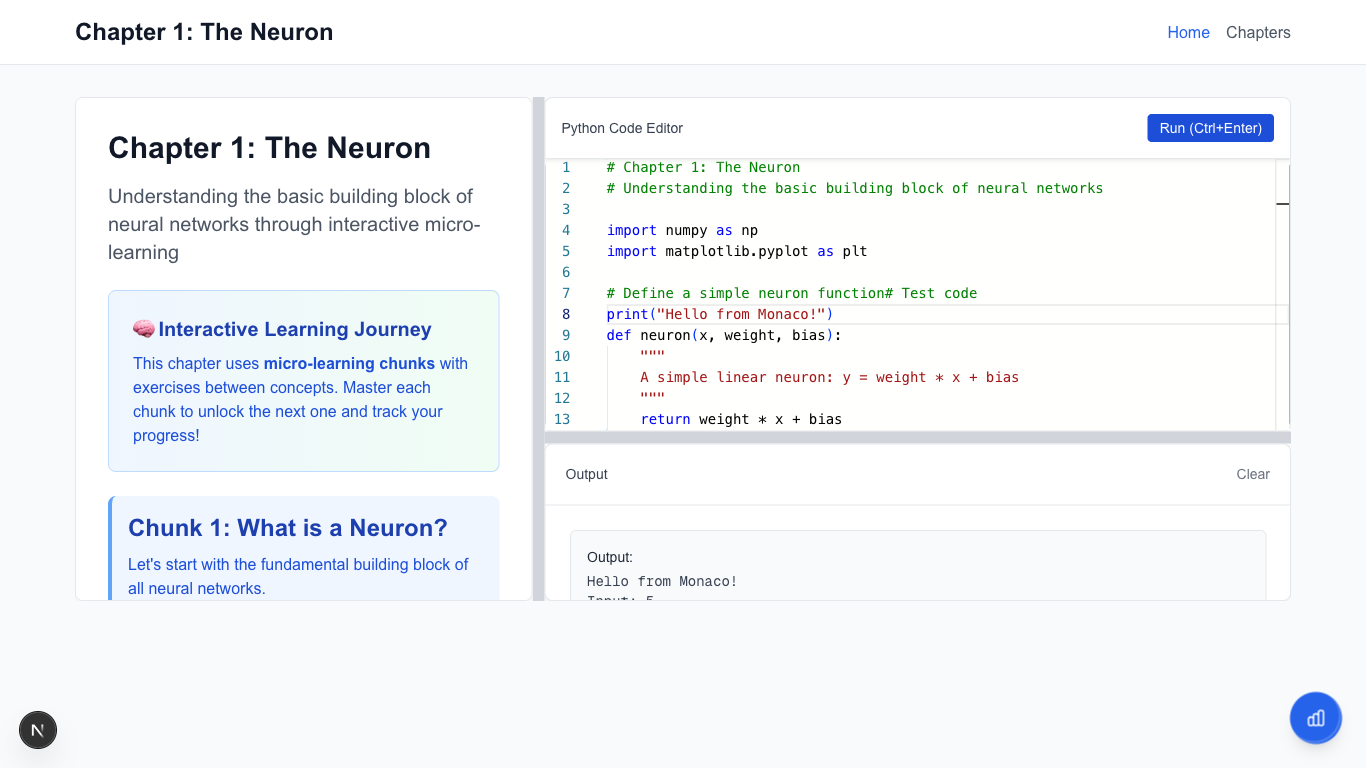 Chapter 1: The Neuron
Home
Chapters
Chapter 1: The Neuron
Understanding the basic building block of
neural networks through interactive micro-
learning
🧠 Interactive Learning Journey
This chapter uses micro-learning chunks with
exercises between concepts. Master each
chunk to unlock the next one and track your
progress!
Chunk 1: What is a Neuron?
Let's start with the fundamental building block of
all neural networks.
Python Code Editor
Run (Ctrl+Enter)
1 # Chapter 1: The Neuron
2 # Understanding the basic building block of neural networks
3
4 import numpy as np
5 import matplotlib.pyplot as plt
6
7 # Define a simple neuron function# Test code
8 print("Hello from Monaco!")
9 def neuron(x, weight, bias):
10     """
11     A simple linear neuron: y = weight * x + bias
12     """
13     return weight * x + bias
Output
Clear
Output:
Hello from Monaco!
Input: 5
N